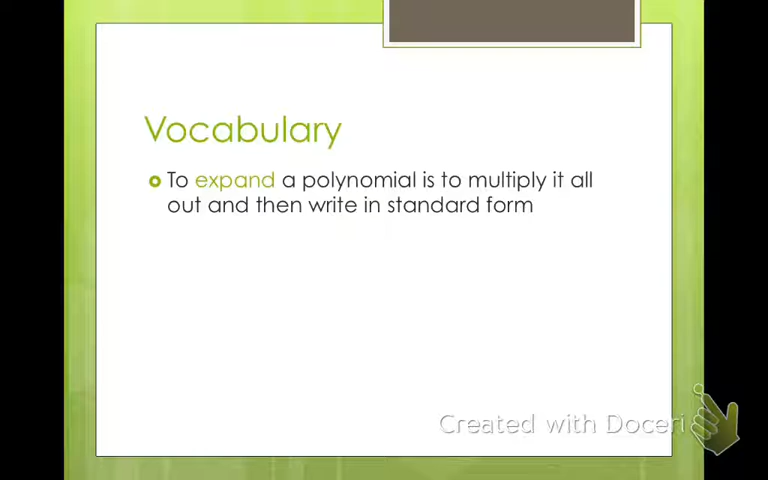 Vocabulary
To expand a polynomial is to multiply it all
out and then write in standard form
Created with Doceri